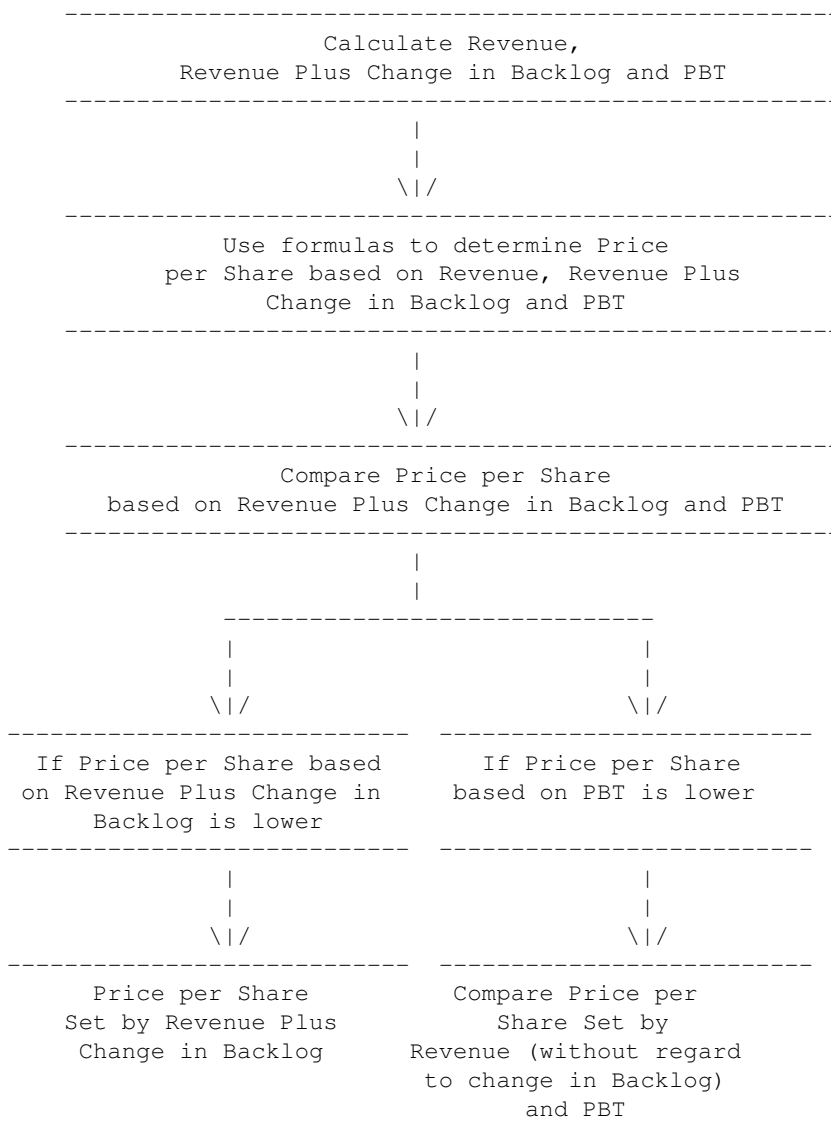 Calculate Revenue,
Revenue Plus Change in Backlog and PBT
Use formulas to determine Price
per Share based on Revenue, Revenue Plus
Change in Backlog and PBT
Compare Price per Share
based on Revenue Plus Change in Backlog and PBT
If Price per Share based
on Revenue Plus Change in
Backlog is lower
If Price per Share
based on PBT is lower
Price per Share
Set by Revenue Plus
Change in Backlog
Compare Price per
Share Set by
Revenue (without regard
to change in Backlog)
and PBT